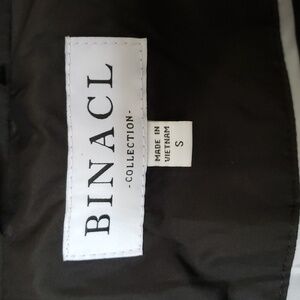 BINACL
-COLLECTION-
MADE IN
VIETNAM
S